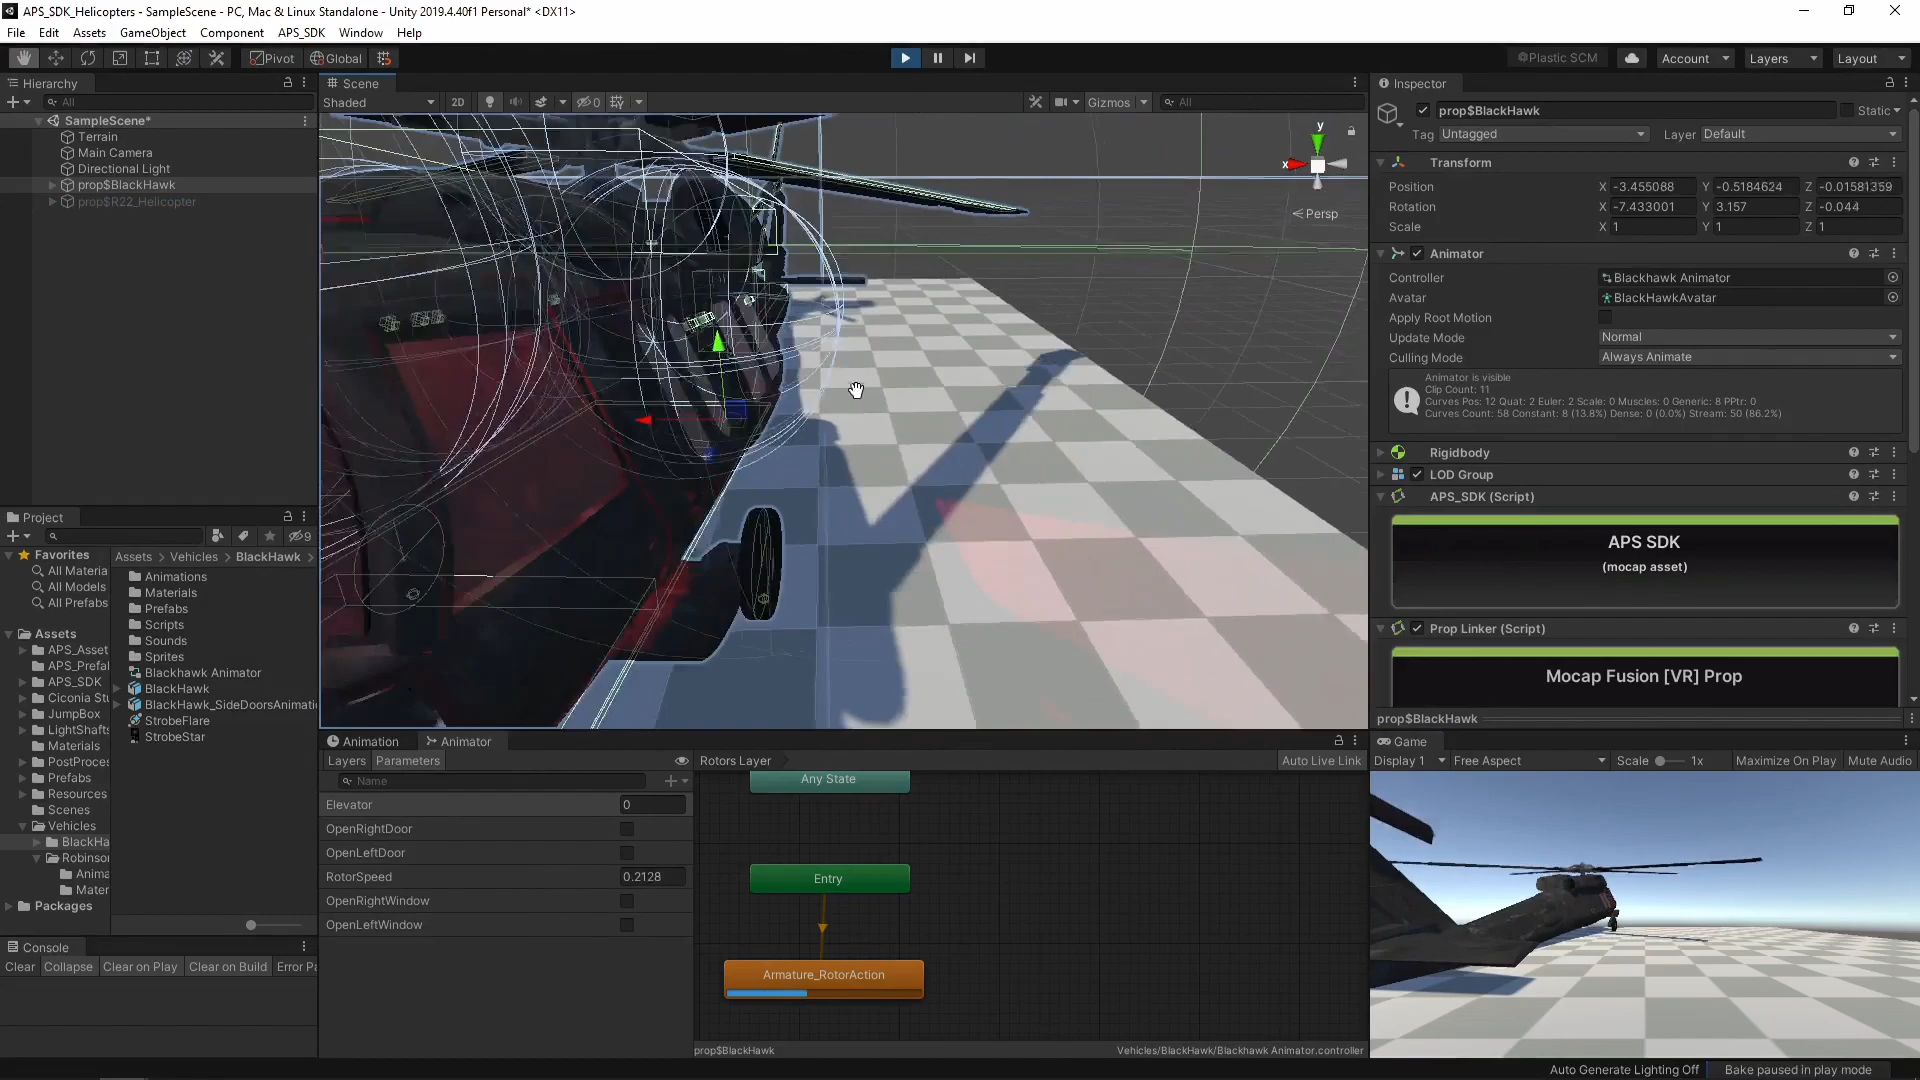 APS_SDK_Helicopters - SampleScene - PC, Mac & Linux Standalone - Unity 2019.4.40f1 Personal* <DX11>
File Edit Assets GameObject Component APS_SDK Window Help
Pivot Global Plastic SCM Account Layers Layout
Hierarchy
All
SampleScene*
Terrain
Main Camera
Directional Light
prop$BlackHawk
prop$R22_Helicopter
Scene
Shaded 2D 0 Gizmos All
y
x
Persp
Project
9
Favorites
All Materia
All Models
All Prefabs
Assets
APS_Asset
APS_Prefal
APS_SDK
Ciconia Stu
JumpBox
LightShafts
Materials
PostProces
Prefabs
Resources
Scenes
Vehicles
BlackHa
Robinson
Anima
Mater
Packages
Assets > Vehicles > BlackHawk >
Animations
Materials
Prefabs
Scripts
Sounds
Sprites
Blackhawk Animator
BlackHawk
BlackHawk_SideDoorsAnimati
StrobeFlare
StrobeStar
Console
Clear Collapse Clear on Play Clear on Build Error Pa
Animation Animator
Layers Parameters
Name
Elevator 0
OpenRightDoor
OpenLeftDoor
RotorSpeed 0.2128
OpenRightWindow
OpenLeftWindow
Rotors Layer Auto Live Link
Any State
Entry
Armature_RotorAction
prop$BlackHawk Vehicles/BlackHawk/Blackhawk Animator.controller
Inspector
prop$BlackHawk Static
Tag Untagged Layer Default
Transform
Position X -3.455088 Y -0.5184624 Z -0.01581359
Rotation X -7.433001 Y 3.157 Z -0.044
Scale X 1 Y 1 Z 1
Animator
Controller Blackhawk Animator
Avatar BlackHawkAvatar
Apply Root Motion
Update Mode Normal
Culling Mode Always Animate
Animator is visible
Clip Count: 11
Curves Pos: 12 Quat: 2 Euler: 2 Scale: 0 Muscles: 0 Generic: 8 PPtr: 0
Curves Count: 58 Constant: 8 (13.8%) Dense: 0 (0.0%) Stream: 50 (86.2%)
Rigidbody
LOD Group
APS_SDK (Script)
APS SDK
(mocap asset)
Prop Linker (Script)
Mocap Fusion [VR] Prop
prop$BlackHawk
Game
Display 1 Free Aspect Scale 1x Maximize On Play Mute Audio
Auto Generate Lighting Off Bake paused in play mode